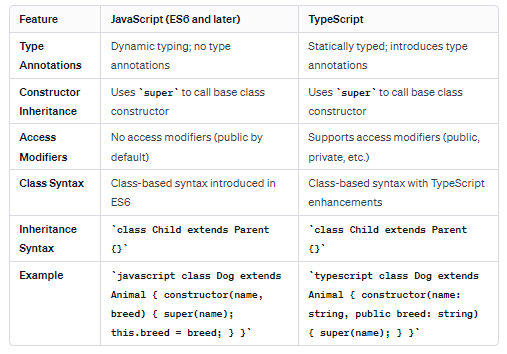 Feature JavaScript (ES6 and later) TypeScript
Type Annotations
Dynamic typing; no type annotations
Statically typed; introduces type annotations
Constructor Inheritance
Uses `super` to call base class constructor
Uses `super` to call base class constructor
Access Modifiers
No access modifiers (public by default)
Supports access modifiers (public, private, etc.)
Class Syntax
Class-based syntax introduced in ES6
Class-based syntax with TypeScript enhancements
Inheritance Syntax
`class Child extends Parent {}`
`class Child extends Parent {}`
Example
`javascript class Dog extends
Animal { constructor(name,
breed) { super(name);
this.breed = breed; } }`
`typescript class Dog extends
Animal { constructor(name:
string, public breed: string)
{ super(name); } }`